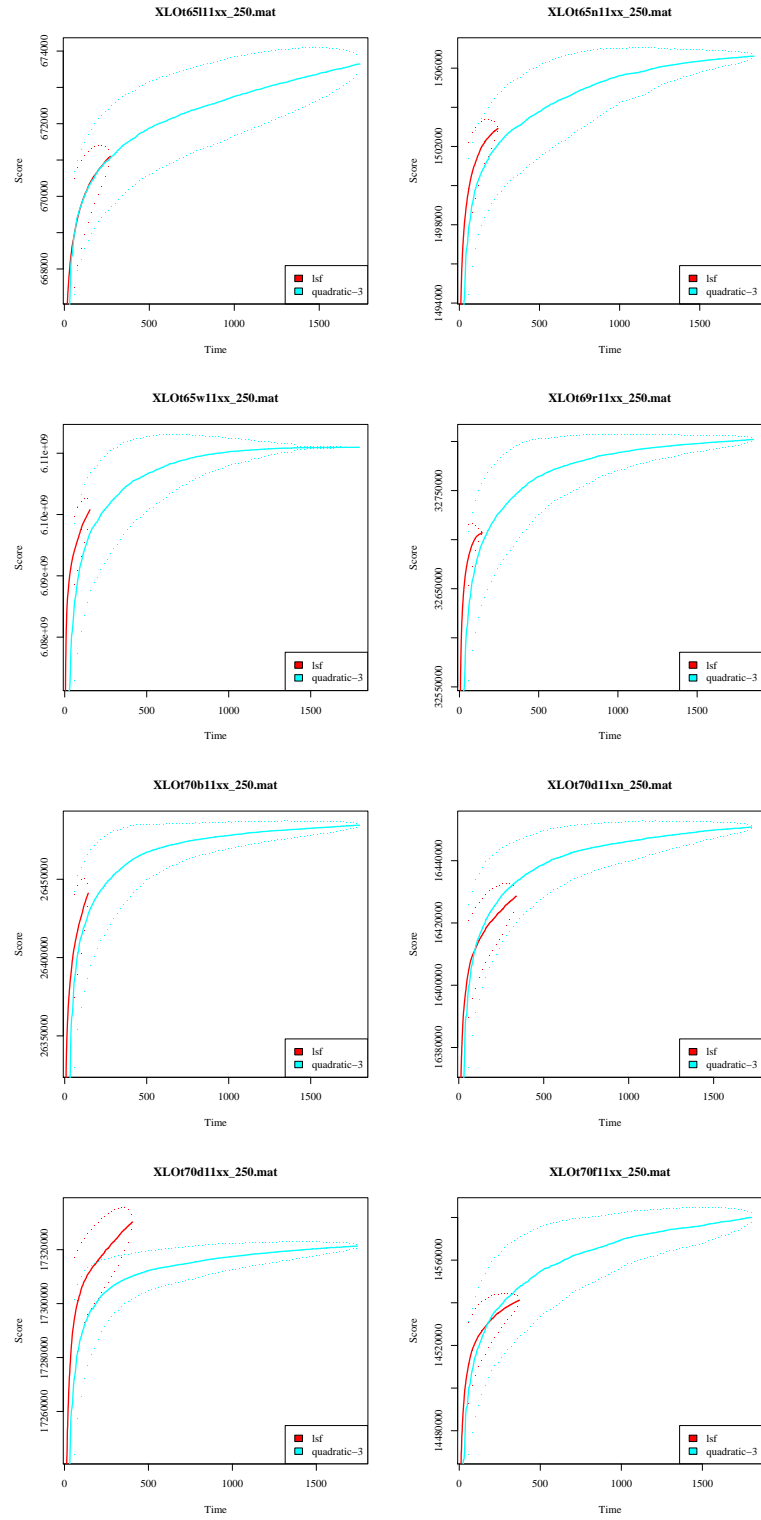 XLOt65l11xx_250.mat
Score
668000 670000 672000 674000
lsf
quadratic−3
0 500 1000 1500
Time
XLOt65n11xx_250.mat
Score
1494000 1498000 1502000 1506000
lsf
quadratic−3
0 500 1000 1500
Time
XLOt65w11xx_250.mat
Score
6.08e+09 6.09e+09 6.10e+09 6.11e+09
lsf
quadratic−3
0 500 1000 1500
Time
XLOt69r11xx_250.mat
Score
32550000 32650000 32750000
lsf
quadratic−3
0 500 1000 1500
Time
XLOt70b11xx_250.mat
Score
26350000 26400000 26450000
lsf
quadratic−3
0 500 1000 1500
Time
XLOt70d11xn_250.mat
Score
16380000 16400000 16420000 16440000
lsf
quadratic−3
0 500 1000 1500
Time
XLOt70d11xx_250.mat
Score
17260000 17280000 17300000 17320000
lsf
quadratic−3
0 500 1000 1500
Time
XLOt70f11xx_250.mat
Score
14480000 14520000 14560000
lsf
quadratic−3
0 500 1000 1500
Time